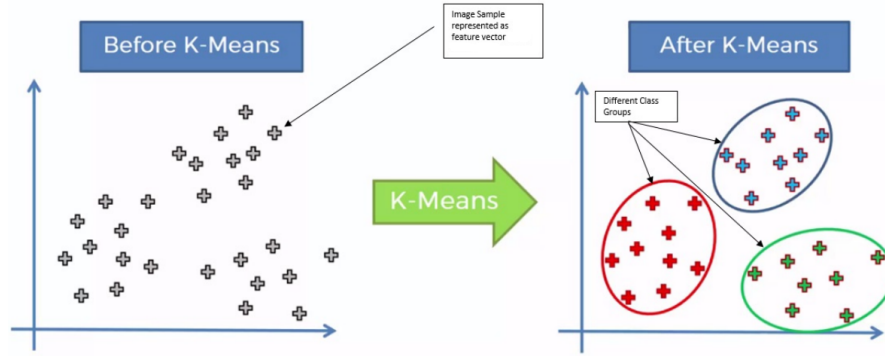 Before K-Means
Image Sample
represented as
feature vector
After K-Means
Different Class
Groups
K-Means